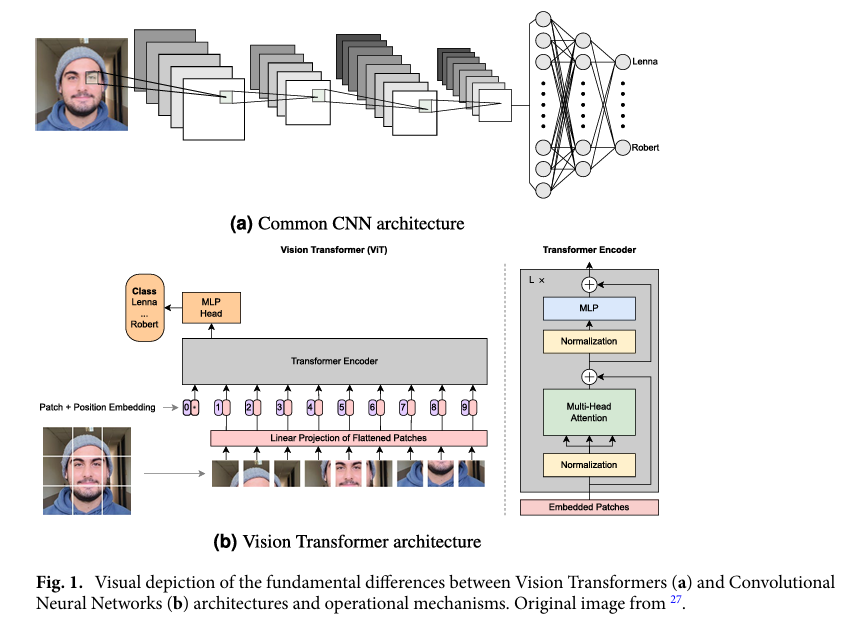 Lenna
Robert
(a) Common CNN architecture
Vision Transformer (ViT)
Class
Lenna
...
Robert
MLP
Head
Transformer Encoder
Patch + Position Embedding
0 *
1
2
3
4
5
6
7
8
9
Linear Projection of Flattened Patches
Transformer Encoder
L ×
MLP
Normalization
Multi-Head
Attention
Normalization
Embedded Patches
(b) Vision Transformer architecture
Fig. 1. Visual depiction of the fundamental differences between Vision Transformers (a) and Convolutional
Neural Networks (b) architectures and operational mechanisms. Original image from 27.